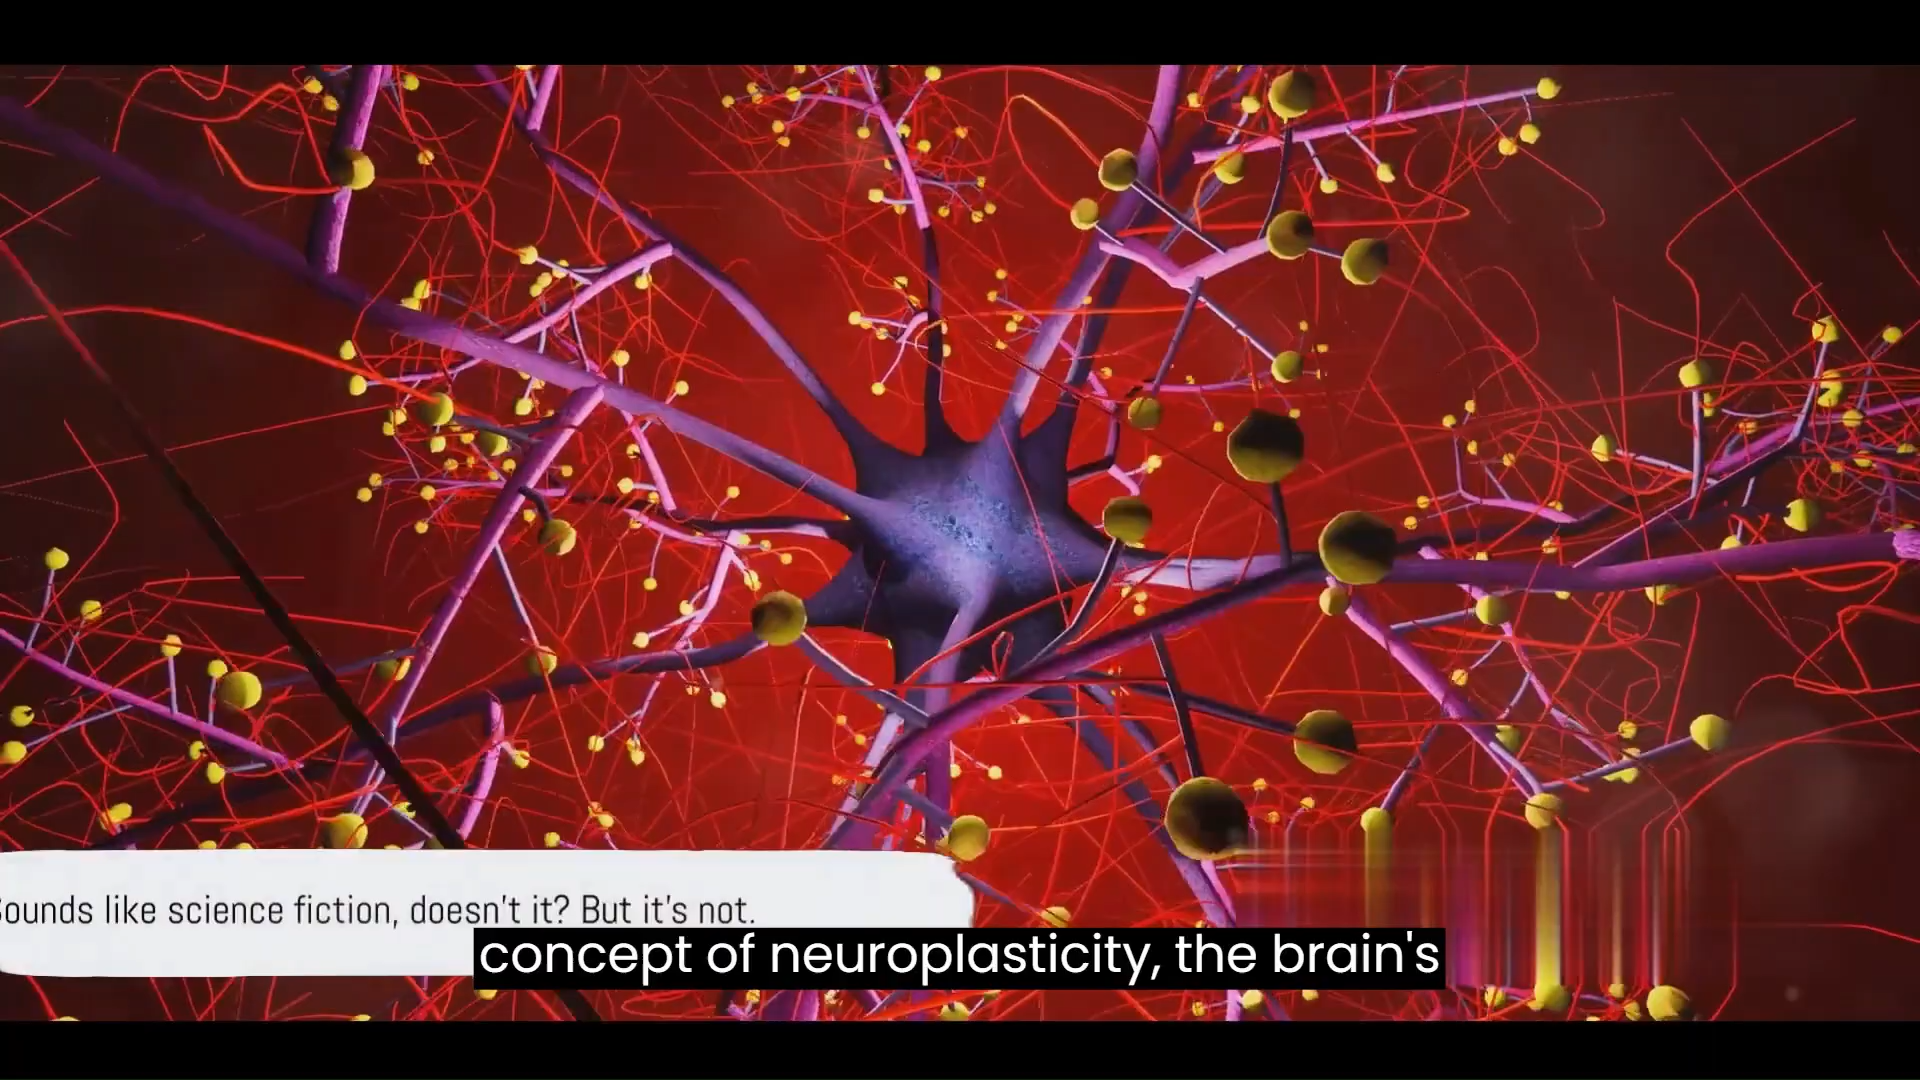 ounds like science fiction, doesn't it? But it's not.
concept of neuroplasticity, the brain's